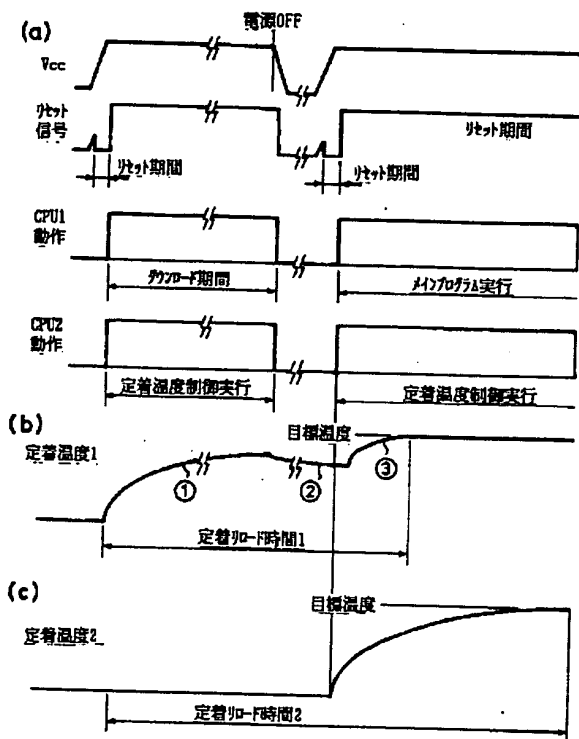 (a)
電源OFF
Vcc
リセット
信号
リセット期間
リセット期間
リセット期間
CPU1
動作
ダウンロード期間
メインプログラム実行
CPU2
動作
定着温度制御実行
定着温度制御実行
(b)
目標温度
定着温度1
①
②
③
定着リロード時間1
(c)
目標温度
定着温度2
定着リロード時間2